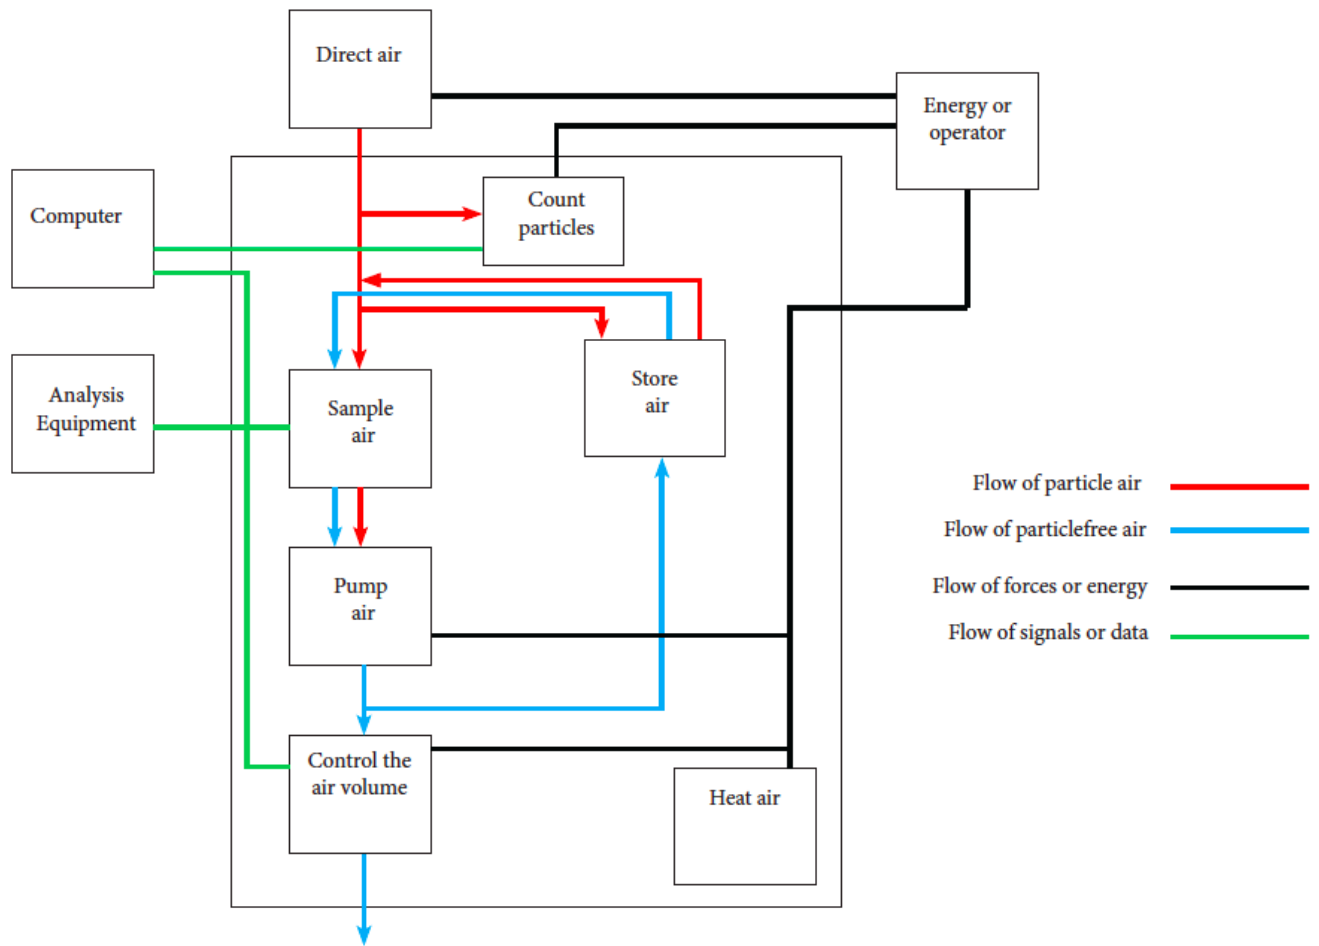 Direct air
Energy or
operator
Computer
Count
particles
Analysis
Equipment
Sample
air
Store
air
Pump
air
Control the
air volume
Heat air
Flow of particle air
Flow of particlefree air
Flow of forces or energy
Flow of signals or data